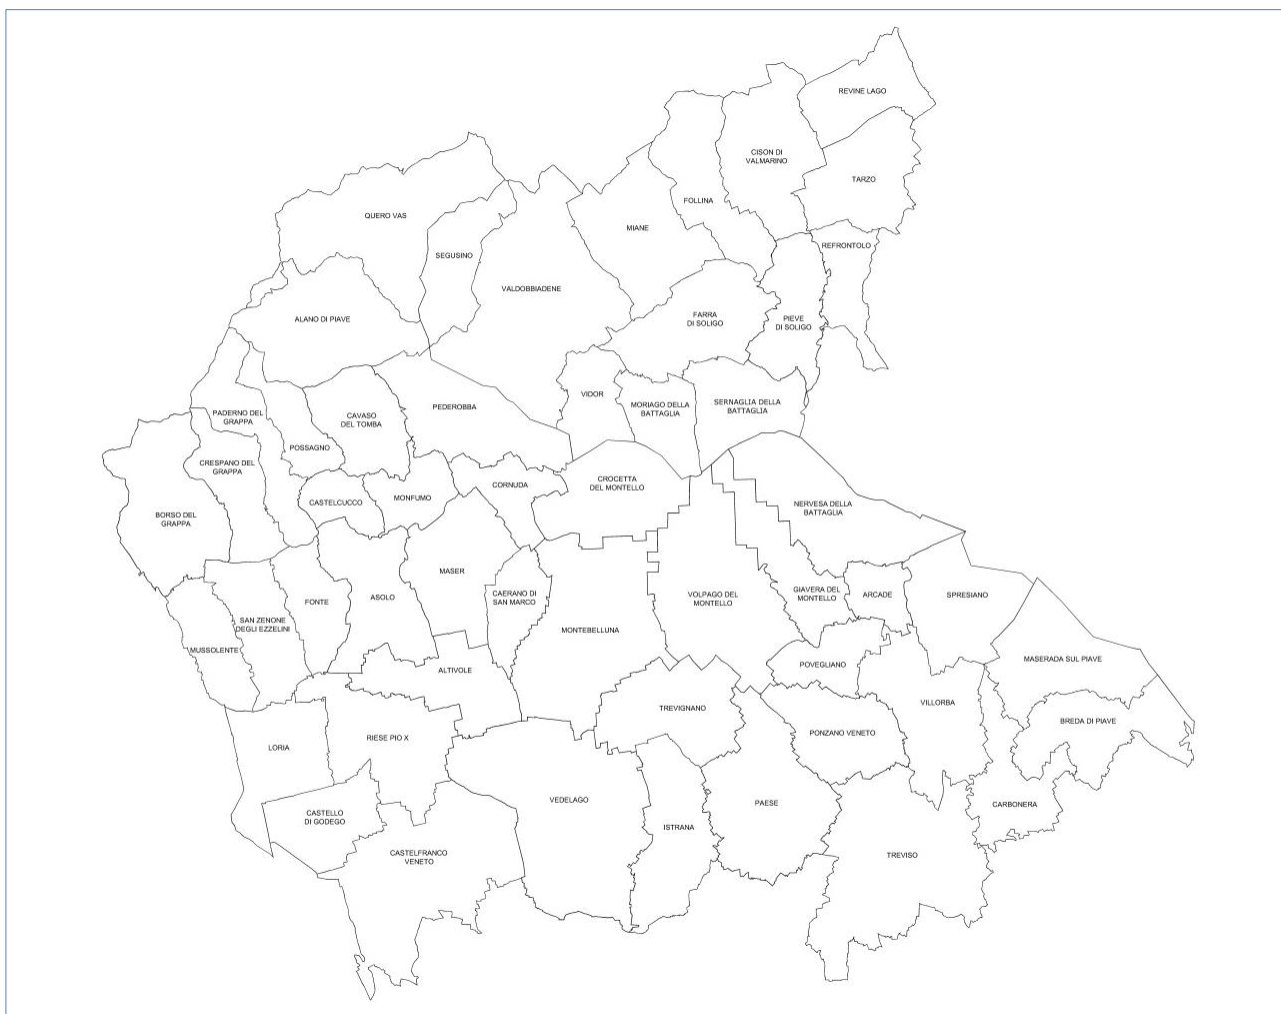 REVINE LAGO
CISON DI
VALMARINO
TARZO
FOLLINA
QUERO VAS
MIANE
REFRONTOLO
SEGUSINO
VALDOBBIADENE
ALANO DI PIAVE
FARRA
DI SOLIGO
PIEVE
DI SOLIGO
VIDOR
MORIAGO DELLA
BATTAGLIA
SERNAGLIA DELLA
BATTAGLIA
PEDEROBBA
PADERNO DEL
GRAPPA
CAVASO
DEL TOMBA
POSSAGNO
CRESPANO DEL
GRAPPA
CASTELCUCCO
MONFUMO
CORNUDA
CROCETTA
DEL MONTELLO
BORSO DEL
GRAPPA
NERVESA DELLA
BATTAGLIA
MASER
FONTE
ASOLO
CAERANO DI
SAN MARCO
VOLPAGO DEL
MONTELLO
GIAVERA DEL
MONTELLO
ARCADE
SPRESIANO
SAN ZENONE
DEGLI EZZELINI
MONTEBELLUNA
MUSSOLENTE
ALTIVOLE
POVEGLIANO
MASERADA SUL PIAVE
TREVIGNANO
VILLORBA
BREDA DI PIAVE
LORIA
RIESE PIO X
PONZANO VENETO
VEDELAGO
PAESE
CARBONERA
CASTELLO
DI GODEGO
ISTRANA
CASTELFRANCO
VENETO
TREVISO